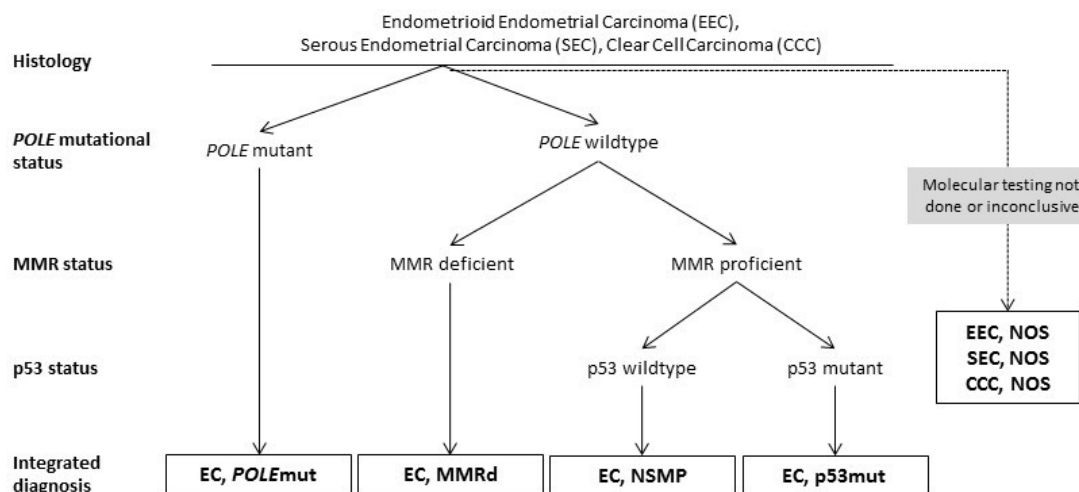 Endometrioid Endometrial Carcinoma (EEC),
Serous Endometrial Carcinoma (SEC), Clear Cell Carcinoma (CCC)
Histology
POLE mutational
status
POLE mutant
POLE wildtype
Molecular testing not
done or inconclusive
MMR status
MMR deficient
MMR proficient
EEC, NOS
SEC, NOS
CCC, NOS
p53 status
p53 wildtype
p53 mutant
Integrated
diagnosis
EC, POLEmut
EC, MMRd
EC, NSMP
EC, p53mut